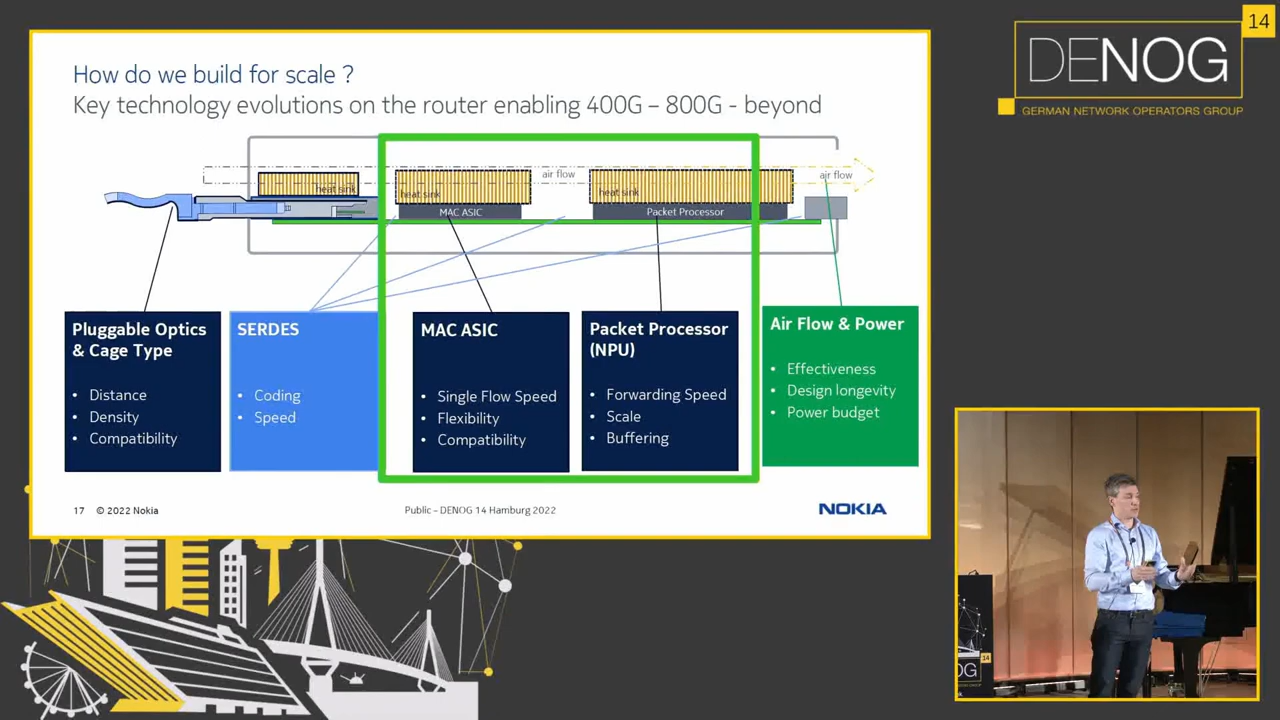 How do we build for scale ?
Key technology evolutions on the router enabling 400G – 800G - beyond
air flow
air flow
heat sink
heat sink
heat sink
MAC ASIC
Packet Processor
Pluggable Optics
& Cage Type
• Distance
• Density
• Compatibility
SERDES
• Coding
• Speed
MAC ASIC
• Single Flow Speed
• Flexibility
• Compatibility
Packet Processor
(NPU)
• Forwarding Speed
• Scale
• Buffering
Air Flow & Power
• Effectiveness
• Design longevity
• Power budget
17 © 2022 Nokia
Public – DENOG 14 Hamburg 2022
NOKIA
14
DENOG
GERMAN NETWORK OPERATORS GROUP
14
OG